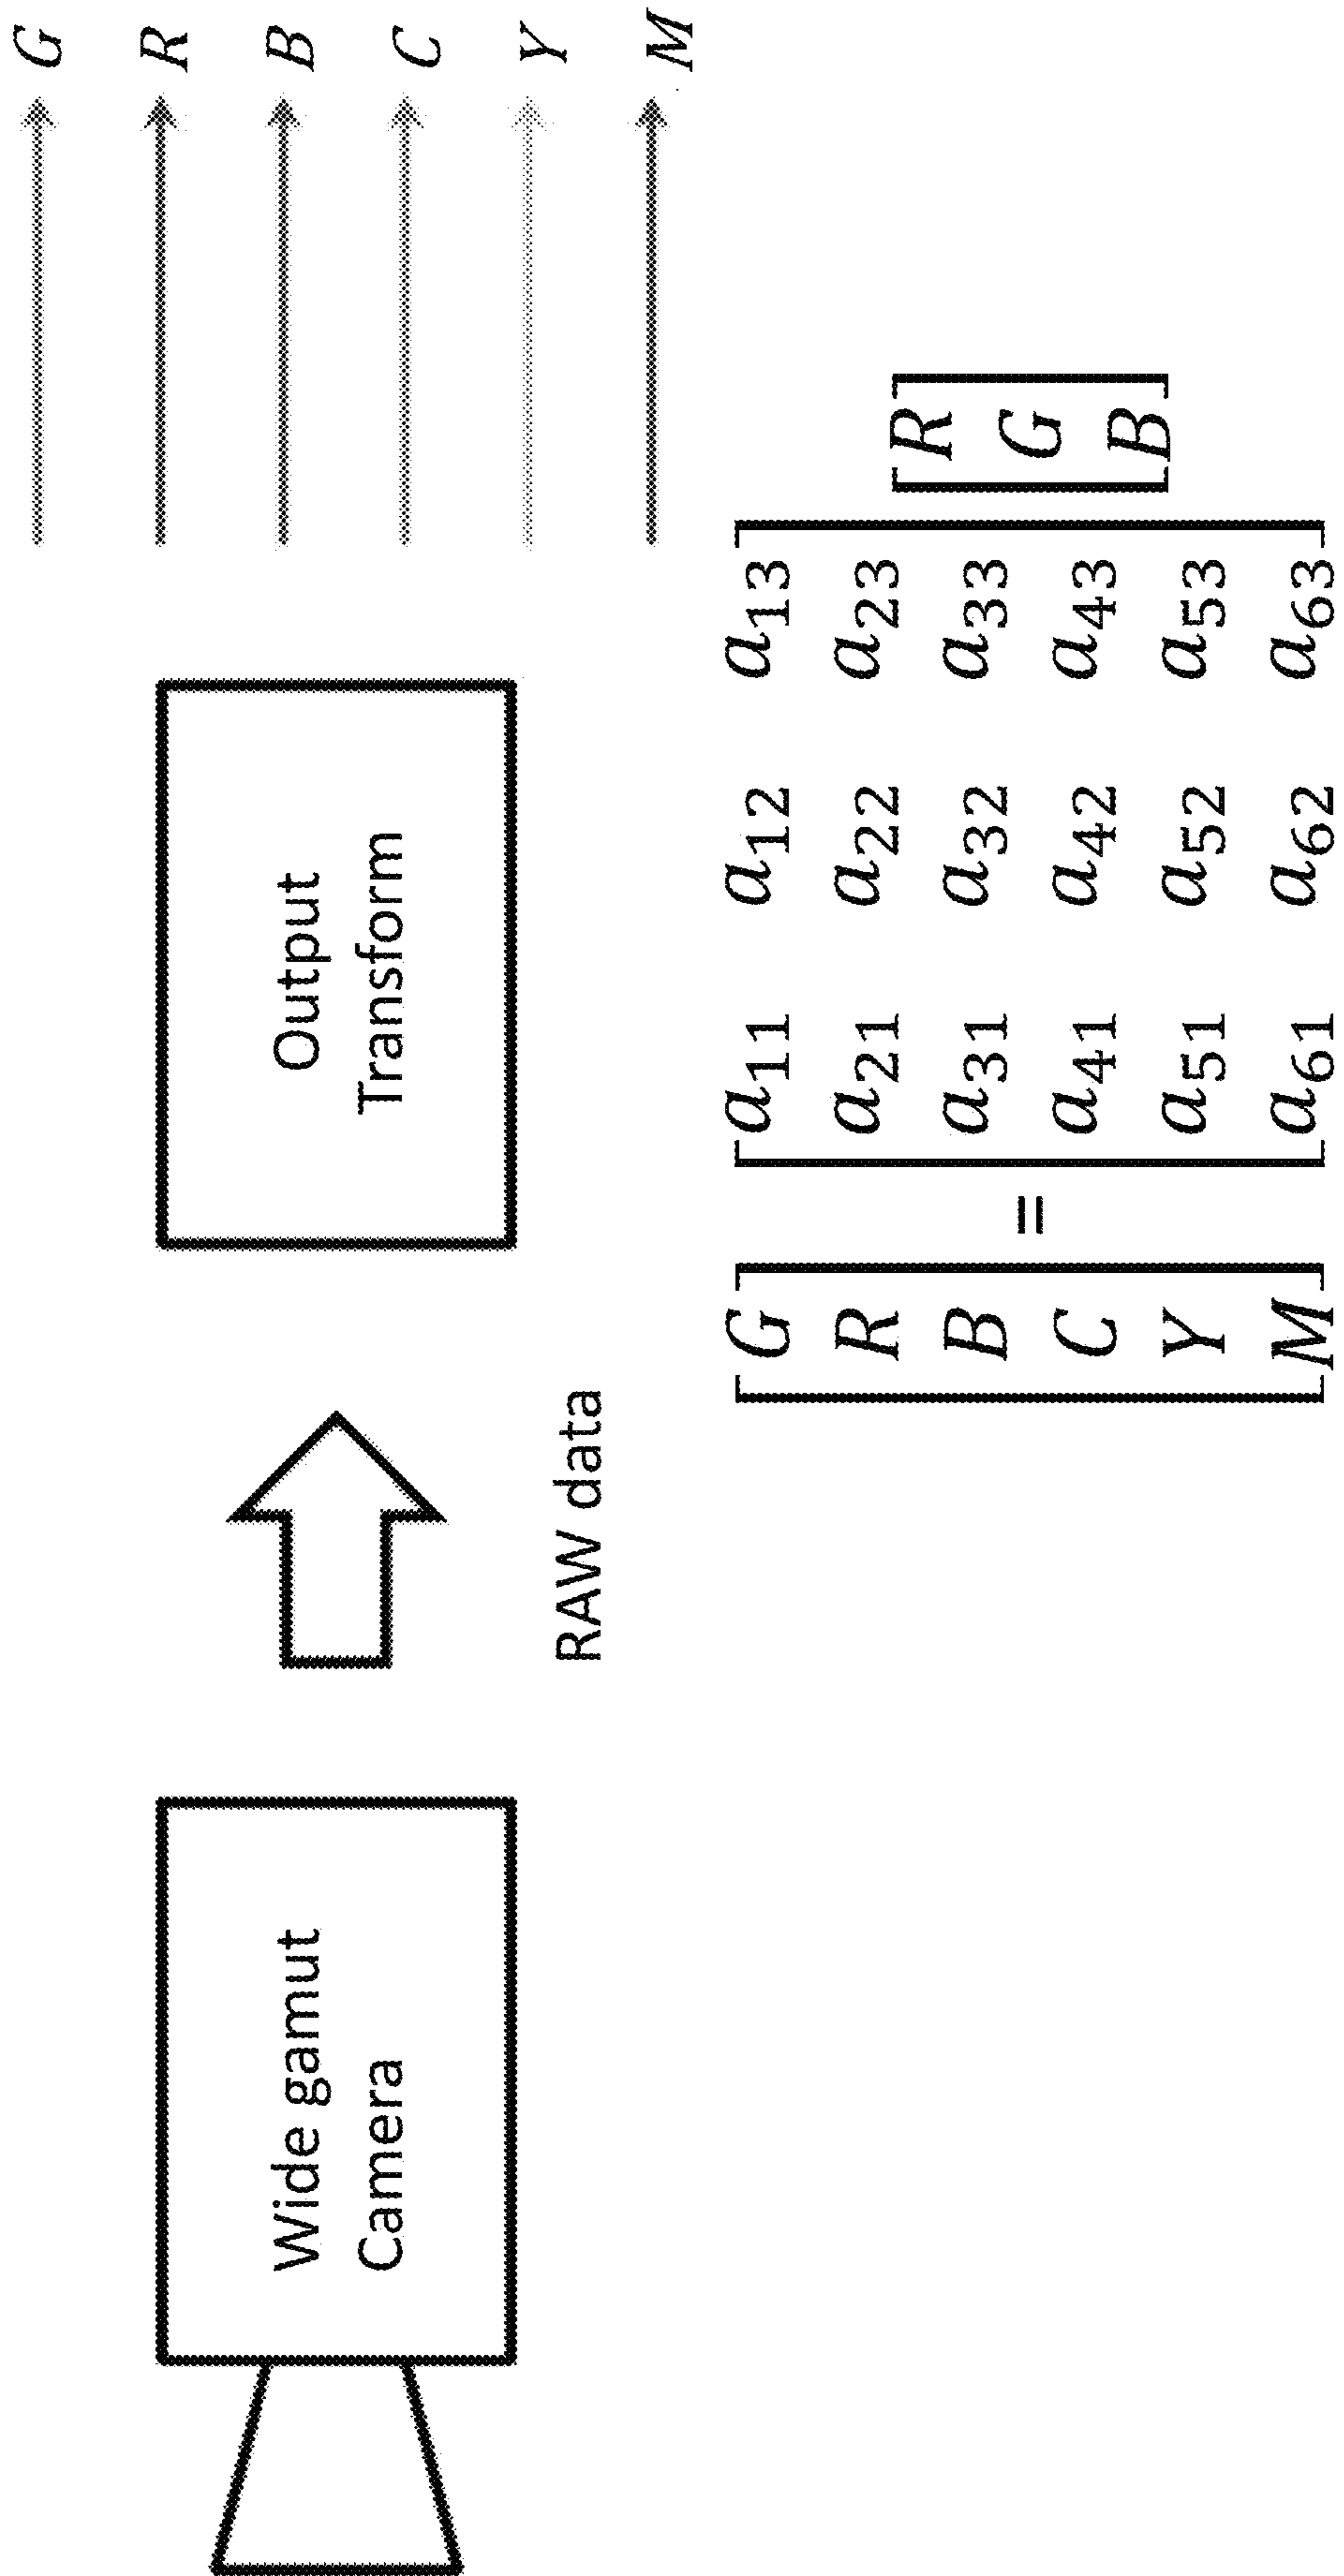 Wide gamut
Camera
RAW data
Output
Transform
G
R
B
C
Y
M
G a₁₁ a₁₂ a₁₃
R a₂₁ a₂₂ a₂₃ R
B = a₃₁ a₃₂ a₃₃ G
C a₄₁ a₄₂ a₄₃ B
Y a₅₁ a₅₂ a₅₃
M a₆₁ a₆₂ a₆₃